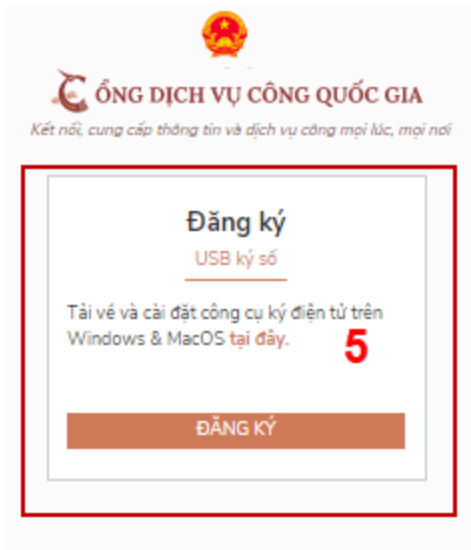 CỔNG DỊCH VỤ CÔNG QUỐC GIA
Kết nối, cung cấp thông tin và dịch vụ công mọi lúc, mọi nơi
Đăng ký
USB ký số
Tải về và cài đặt công cụ ký điện tử trên
Windows & MacOS tại đây.
5
ĐĂNG KÝ